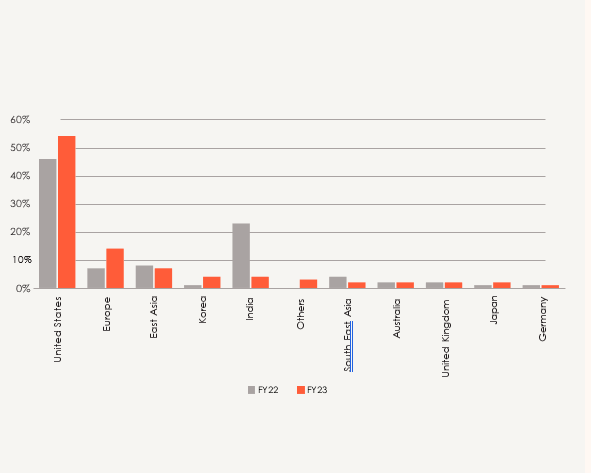 60%
50%
40%
30%
20%
10%
0%
United States
Europe
East Asia
Korea
India
Others
South East Asia
Australia
United Kingdom
Japan
Germany
FY22 FY23